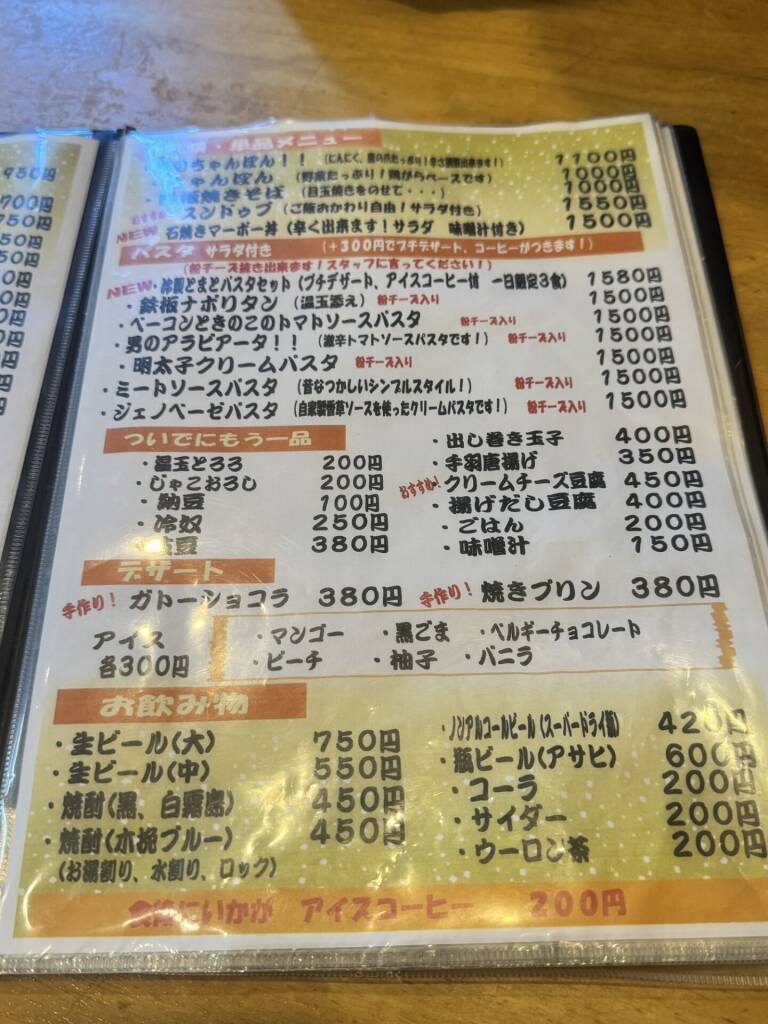 950円
700円
750円
・単品メニュー
のちゃんぽん！！（にんにく、鷹の爪たっぷり！辛さ調整出来ます！） 1100円
ちゃんぽん（野菜たっぷり！鶏がらベースです） 1000円
焼きそば（目玉焼きをのせて・・・） 1000円
おすすめ スンドゥブ（ご飯おかわり自由！サラダ付き） 1550円
NEW 石焼きマーボー丼（辛く出来ます！サラダ 味噌汁付き） 1500円
パスタ サラダ付き （＋300円でプチデザート、コーヒーがつきます！）
（粉チーズ抜き出来ます！スタッフに言ってください！）
NEW・冷製とまとパスタセット（プチデザート、アイスコーヒー付 一日限定3食） 1580円
・鉄板ナポリタン（温玉添え）粉チーズ入り 1500円
・ベーコンときのこのトマトソースパスタ 粉チーズ入り 1500円
・男のアラビアータ！！（激辛トマトソースパスタです！） 粉チーズ入り 1500円
・明太子クリームパスタ 粉チーズ入り 1500円
・ミートソースパスタ（昔なつかしいシンプルスタイル！） 粉チーズ入り 1500円
・ジェノベーゼパスタ（自家製香草ソースを使ったクリームパスタです！） 粉チーズ入り 1500円
ついでにもう一品
・温玉とろろ 200円
・じゃこおろし 200円
・納豆 100円
・冷奴 250円
豆 380円
・出し巻き玉子 400円
・手羽唐揚げ 350円
おすすめ！ クリームチーズ豆腐 450円
・揚げだし豆腐 400円
・ごはん 200円
・味噌汁 150円
デザート
手作り！ ガトーショコラ 380円 手作り！ 焼きプリン 380円
アイス
各300円
・マンゴー ・黒ごま ・ベルギーチョコレート
・ピーチ ・柚子 ・バニラ
お飲み物
・生ビール（大） 750円
・生ビール（中） 550円
・焼酎（黒、白霧島） 450円
・焼酎（木挽ブルー） 450円
（お湯割り、水割り、ロック）
・ノンアルコールビール（スーパードライ風） 420円
・瓶ビール（アサヒ） 600円
・コーラ 200円
・サイダー 200円
・ウーロン茶 200円
食後にいかが アイスコーヒー 200円